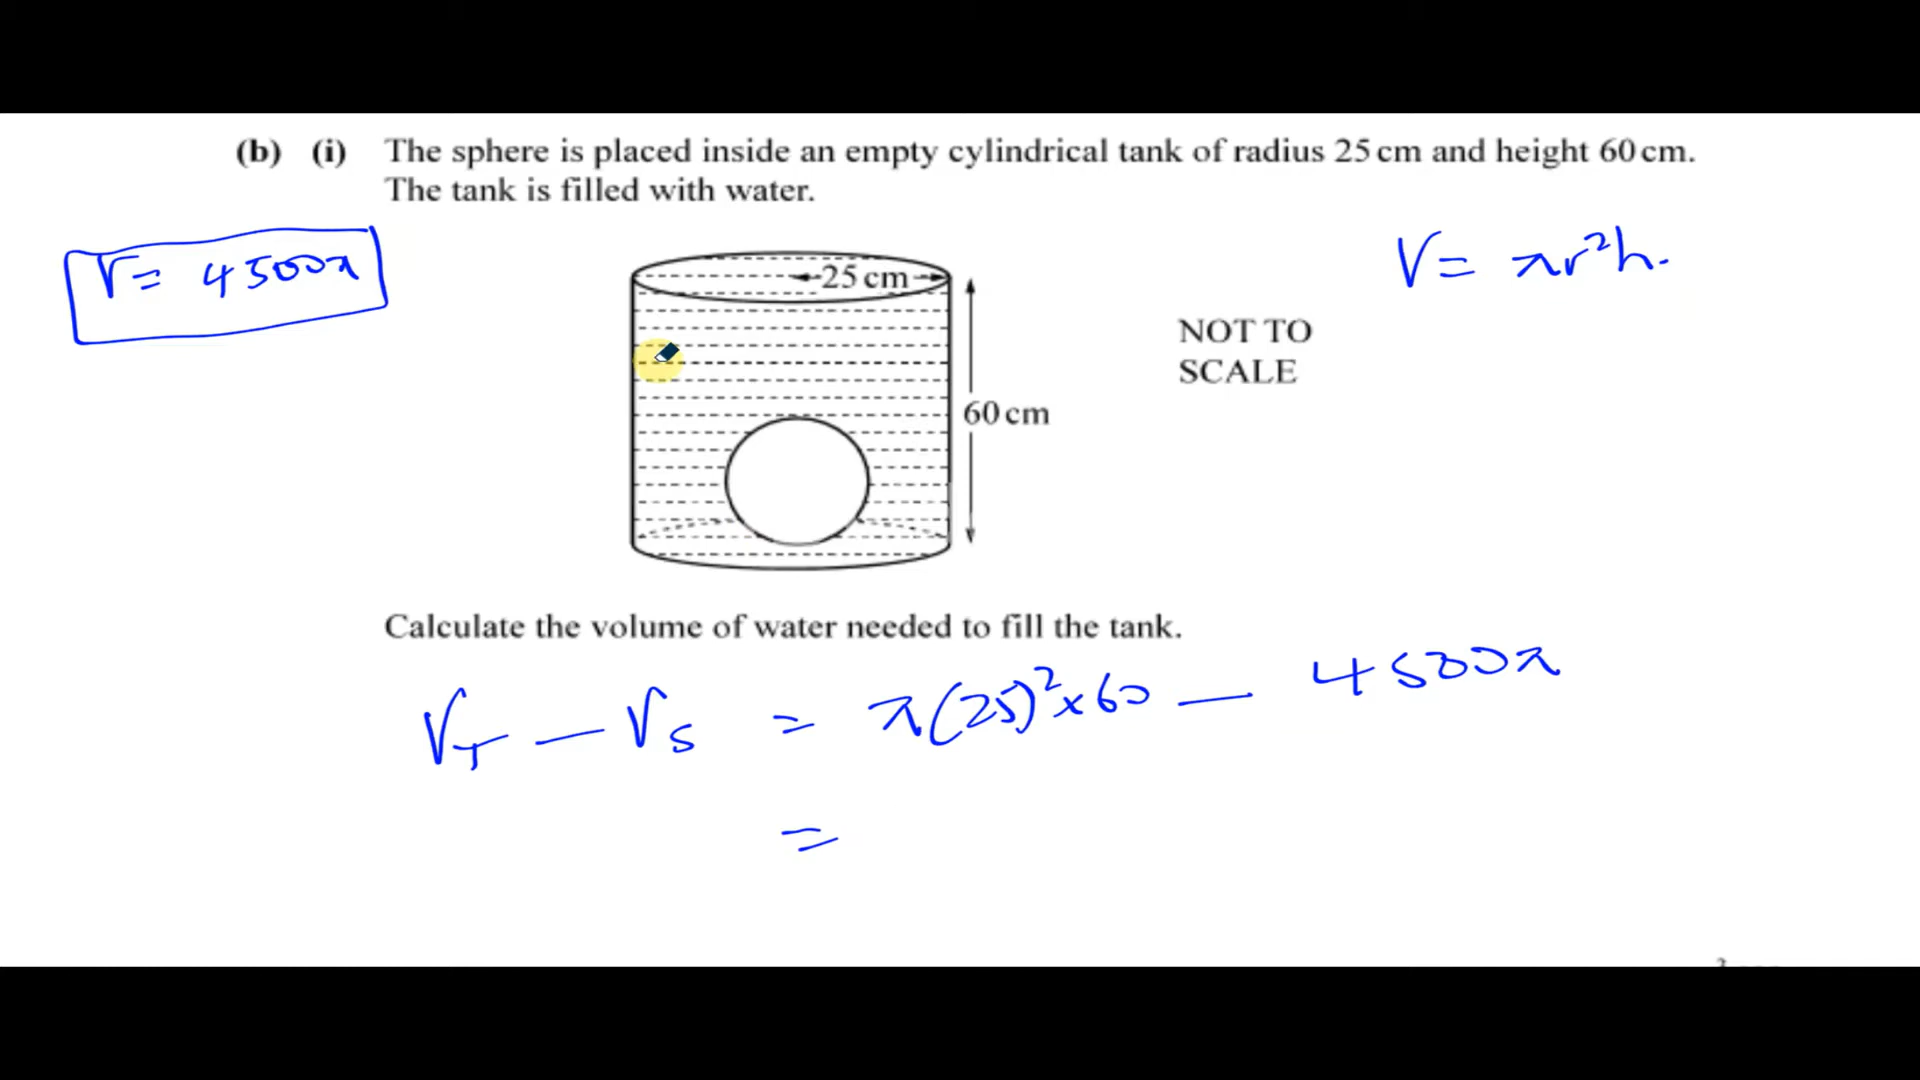 (b) (i) The sphere is placed inside an empty cylindrical tank of radius 25 cm and height 60 cm.
The tank is filled with water.
V = 4500π
V = πr²h.
25 cm
NOT TO
SCALE
60 cm
Calculate the volume of water needed to fill the tank.
V_T — V_S = π(25)² × 60 — 4500π
=